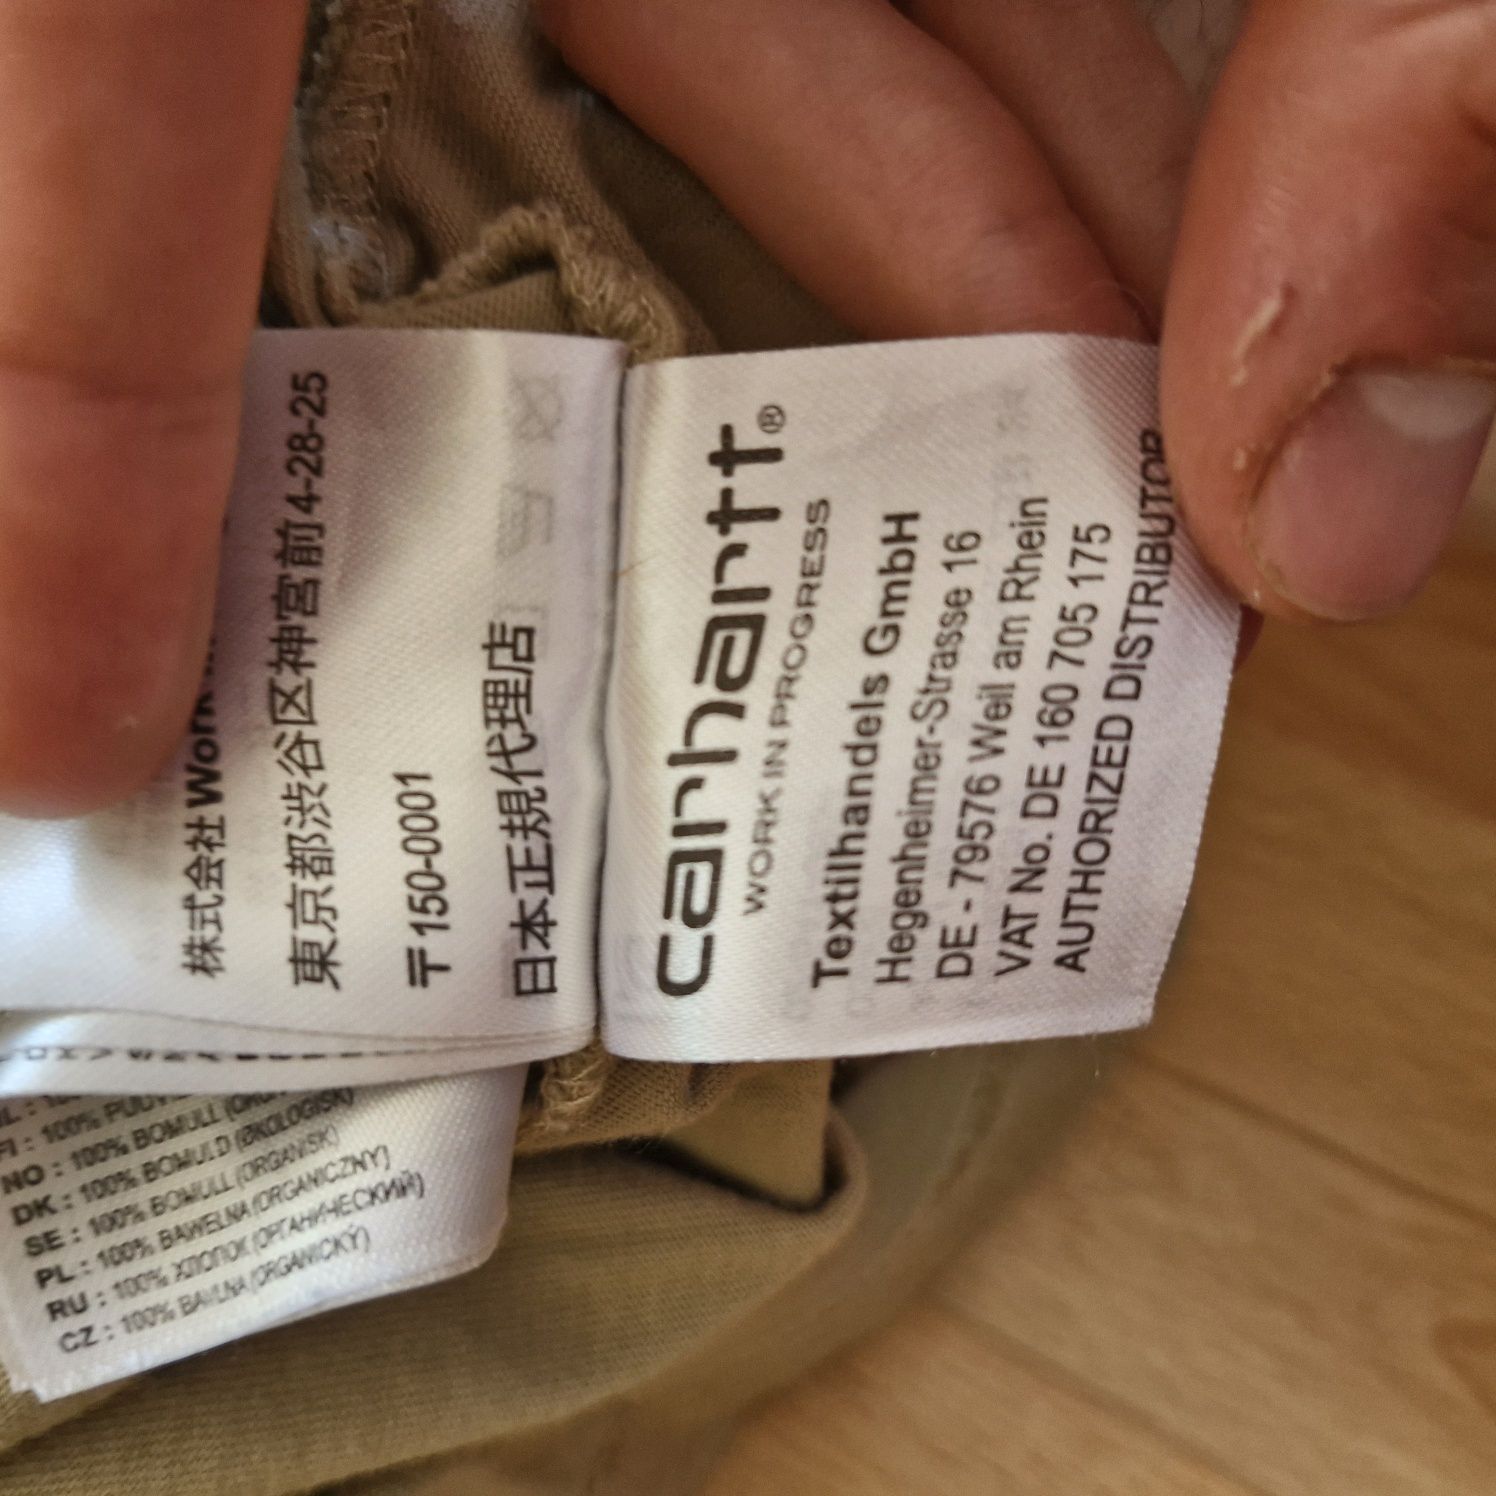 carhartt®
WORK IN PROGRESS
Textilhandels GmbH
Hegenheimer-Strasse 16
DE - 79576 Weil am Rhein
VAT No. DE 160 705 175
AUTHORIZED DISTRIBUTOR
株式会社 Work
東京都渋谷区神宮前4-28-25
〒150-0001
日本正規代理店
FI : 100%
NO : 100% BOMULL
DK : 100% BOMULD (ØKOLOGISK)
SE : 100% BOMULL (ORGANISK)
PL : 100% BAWEŁNA (ORGANICZNY)
RU : 100% ХЛОПОК (ОРГАНИЧЕСКИЙ)
CZ : 100% BAVLNA (ORGANICKÝ)